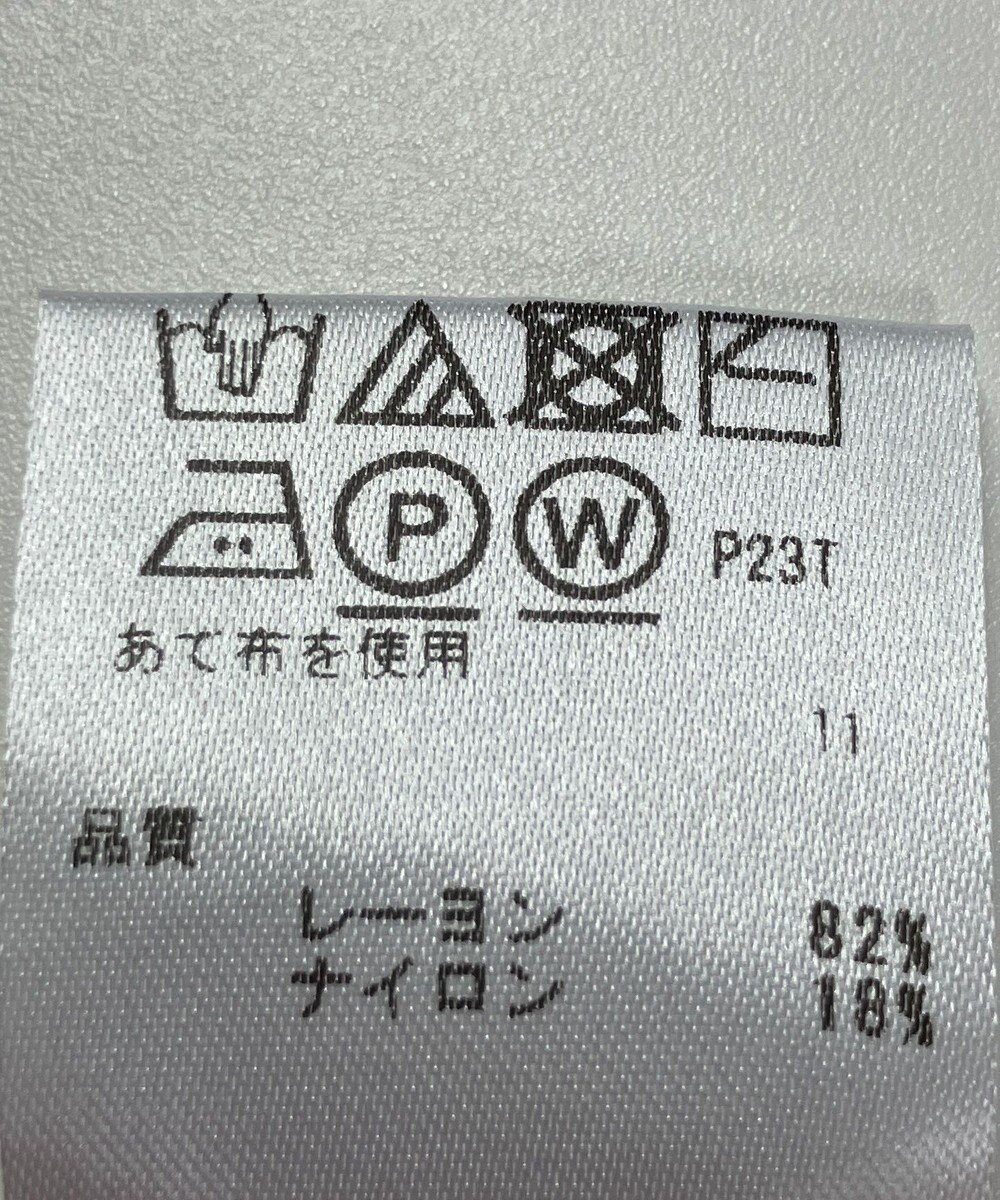 P W P23T
あて布を使用
11
品質
レーヨン 82%
ナイロン 18%